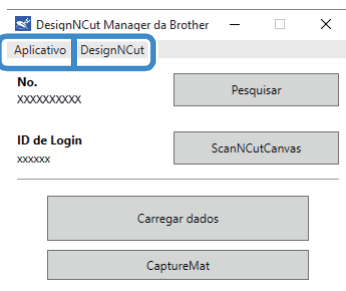 DesignNCut Manager da Brother
Aplicativo DesignNCut
No.
XXXXXXXXXX
Pesquisar
ID de Login
xxxxxx
ScanNCutCanvas
Carregar dados
CaptureMat